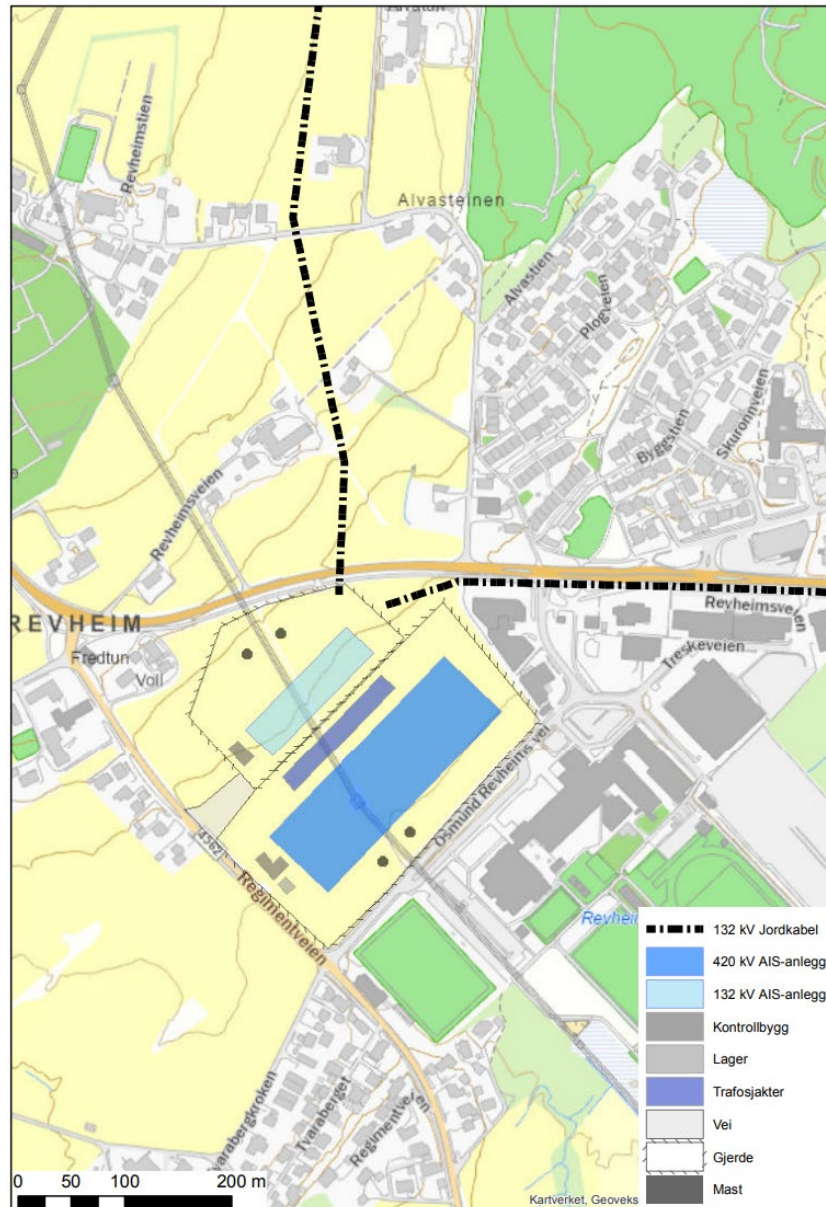 Revheimstien
Alvasteinen
Alvastien
Plogveien
Byggstien
Skuronnveien
Revheimsveien
REVHEIM
Fredtun
Voll
Revheimsveien
Treskeveien
Osmund Revheims vei
4562
Regimentveien
Tvaraberget
Regimentveien
132 kV Jordkabel
420 kV AIS-anlegg
132 kV AIS-anlegg
Kontrollbygg
Lager
Trafosjakter
Vei
Gjerde
Mast
0 50 100 200 m
Kartverket, Geoveks